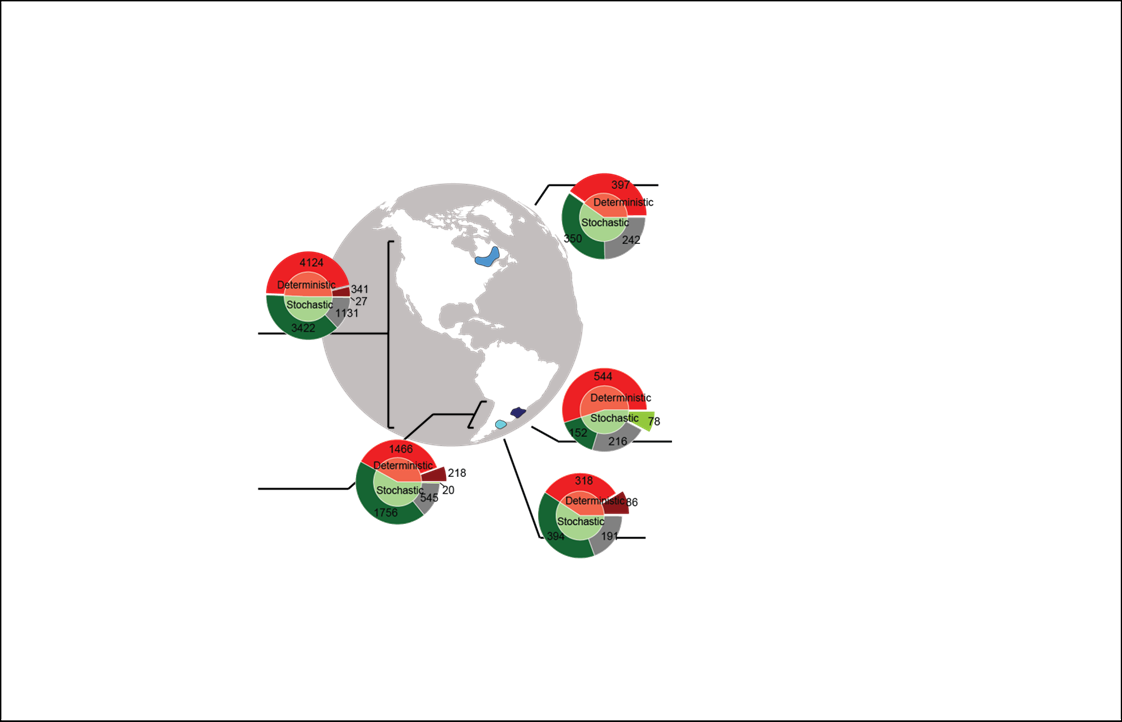 397
Deterministic
Stochastic
350
242
4124
Deterministic
341
27
Stochastic
1131
3422
544
Deterministic
Stochastic
78
152
216
1466
Deterministic
218
Stochastic
20
545
1756
318
Deterministic
86
Stochastic
394
191